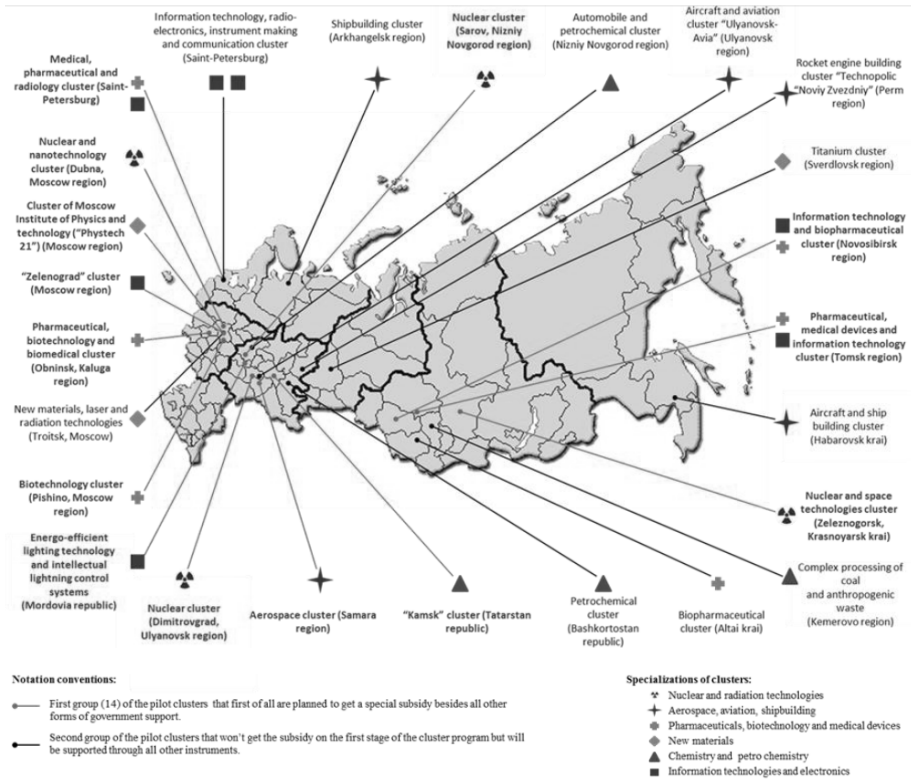 Information technology, radio-
electronics, instrument making
and communication cluster
(Saint-Petersburg)
Shipbuilding cluster
(Arkhangelsk region)
Nuclear cluster
(Sarov, Nizniy
Novgorod region)
Automobile and
petrochemical cluster
(Nizniy Novgorod region)
Aircraft and aviation
cluster "Ulyanovsk-
Avia" (Ulyanovsk
region)
Rocket engine building
cluster "Technopolic
"Noviy Zvezdniy" (Perm
region)
Titanium cluster
(Sverdlovsk region)
Information technology
and biopharmaceutical
cluster (Novosibirsk
region)
Pharmaceutical,
medical devices and
information technology
cluster (Tomsk region)
Aircraft and ship
building cluster
(Habarovsk krai)
Nuclear and space
technologies cluster
(Zeleznogorsk,
Krasnoyarsk krai)
Complex processing of
coal
and anthropogenic
waste
(Kemerovo region)
Medical,
pharmaceutical and
radiology cluster (Saint-
Petersburg)
Nuclear and
nanotechnology
cluster (Dubna,
Moscow region)
Cluster of Moscow
Institute of Physics and
technology ("Phystech
21") (Moscow region)
"Zelenograd" cluster
(Moscow region)
Pharmaceutical,
biotechnology and
biomedical cluster
(Obninsk, Kaluga
region)
New materials, laser and
radiation technologies
(Troitsk, Moscow)
Biotechnology cluster
(Pishino, Moscow
region)
Energo-efficient
lighting technology
and intellectual
lightning control
systems
(Mordovia republic)
Nuclear cluster
(Dimitrovgrad,
Ulyanovsk region)
Aerospace cluster (Samara
region)
"Kamsk" cluster (Tatarstan
republic)
Petrochemical
cluster
(Bashkortostan
republic)
Biopharmaceutical
cluster (Altai krai)
Notation conventions:
First group (14) of the pilot clusters that first of all are planned to get a special subsidy besides all other
forms of government support.
Second group of the pilot clusters that won't get the subsidy on the first stage of the cluster program but will
be supported through all other instruments.
Specializations of clusters:
Nuclear and radiation technologies
Aerospace, aviation, shipbuilding
Pharmaceuticals, biotechnology and medical devices
New materials
Chemistry and petro chemistry
Information technologies and electronics